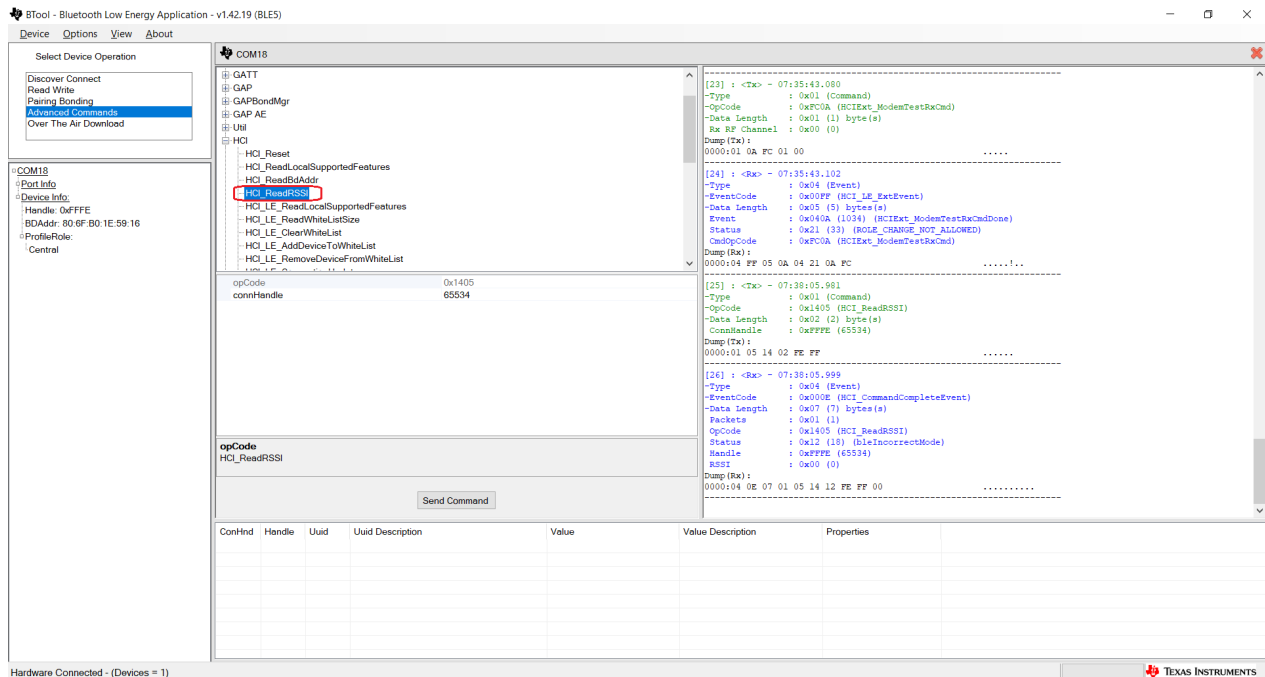 BTool - Bluetooth Low Energy Application - v1.42.19 (BLE5)
Device Options View About
Select Device Operation
Discover Connect
Read Write
Pairing Bonding
Advanced Commands
Over The Air Download
COM18
Port Info
Device Info:
Handle: 0xFFFE
BDAddr: 80:6F:B0:1E:59:16
ProfileRole:
Central
COM18
GATT
GAP
GAPBondMgr
GAP AE
Util
HCI
HCI_Reset
HCI_ReadLocalSupportedFeatures
HCI_ReadBdAddr
HCI_ReadRSSI
HCI_LE_ReadLocalSupportedFeatures
HCI_LE_ReadWhiteListSize
HCI_LE_ClearWhiteList
HCI_LE_AddDeviceToWhiteList
HCI_LE_RemoveDeviceFromWhiteList
opCode 0x1405
connHandle 65534
opCode
HCI_ReadRSSI
Send Command
[23] : <Tx> - 07:35:43.080
-Type : 0x01 (Command)
-OpCode : 0xFC0A (HCIExt_ModemTestRxCmd)
-Data Length : 0x01 (1) byte(s)
Rx RF Channel : 0x00 (0)
Dump(Tx):
0000:01 0A FC 01 00 .....
[24] : <Rx> - 07:35:43.102
-Type : 0x04 (Event)
-EventCode : 0x00FF (HCI_LE_ExtEvent)
-Data Length : 0x05 (5) bytes(s)
Event : 0x040A (1034) (HCIExt_ModemTestRxCmdDone)
Status : 0x21 (33) (ROLE_CHANGE_NOT_ALLOWED)
CmdOpCode : 0xFC0A (HCIExt_ModemTestRxCmd)
Dump(Rx):
0000:04 FF 05 0A 04 21 0A FC .....!..
[25] : <Tx> - 07:38:05.981
-Type : 0x01 (Command)
-OpCode : 0x1405 (HCI_ReadRSSI)
-Data Length : 0x02 (2) byte(s)
ConnHandle : 0xFFFE (65534)
Dump(Tx):
0000:01 05 14 02 FE FF ......
[26] : <Rx> - 07:38:05.999
-Type : 0x04 (Event)
-EventCode : 0x000E (HCI_CommandCompleteEvent)
-Data Length : 0x07 (7) bytes(s)
Packets : 0x01 (1)
OpCode : 0x1405 (HCI_ReadRSSI)
Status : 0x12 (18) (bleIncorrectMode)
Handle : 0xFFFE (65534)
RSSI : 0x00 (0)
Dump(Rx):
0000:04 0E 07 01 05 14 12 FE FF 00 ..........
ConHnd Handle Uuid Uuid Description Value Value Description Properties
Hardware Connected - (Devices = 1)
TEXAS INSTRUMENTS